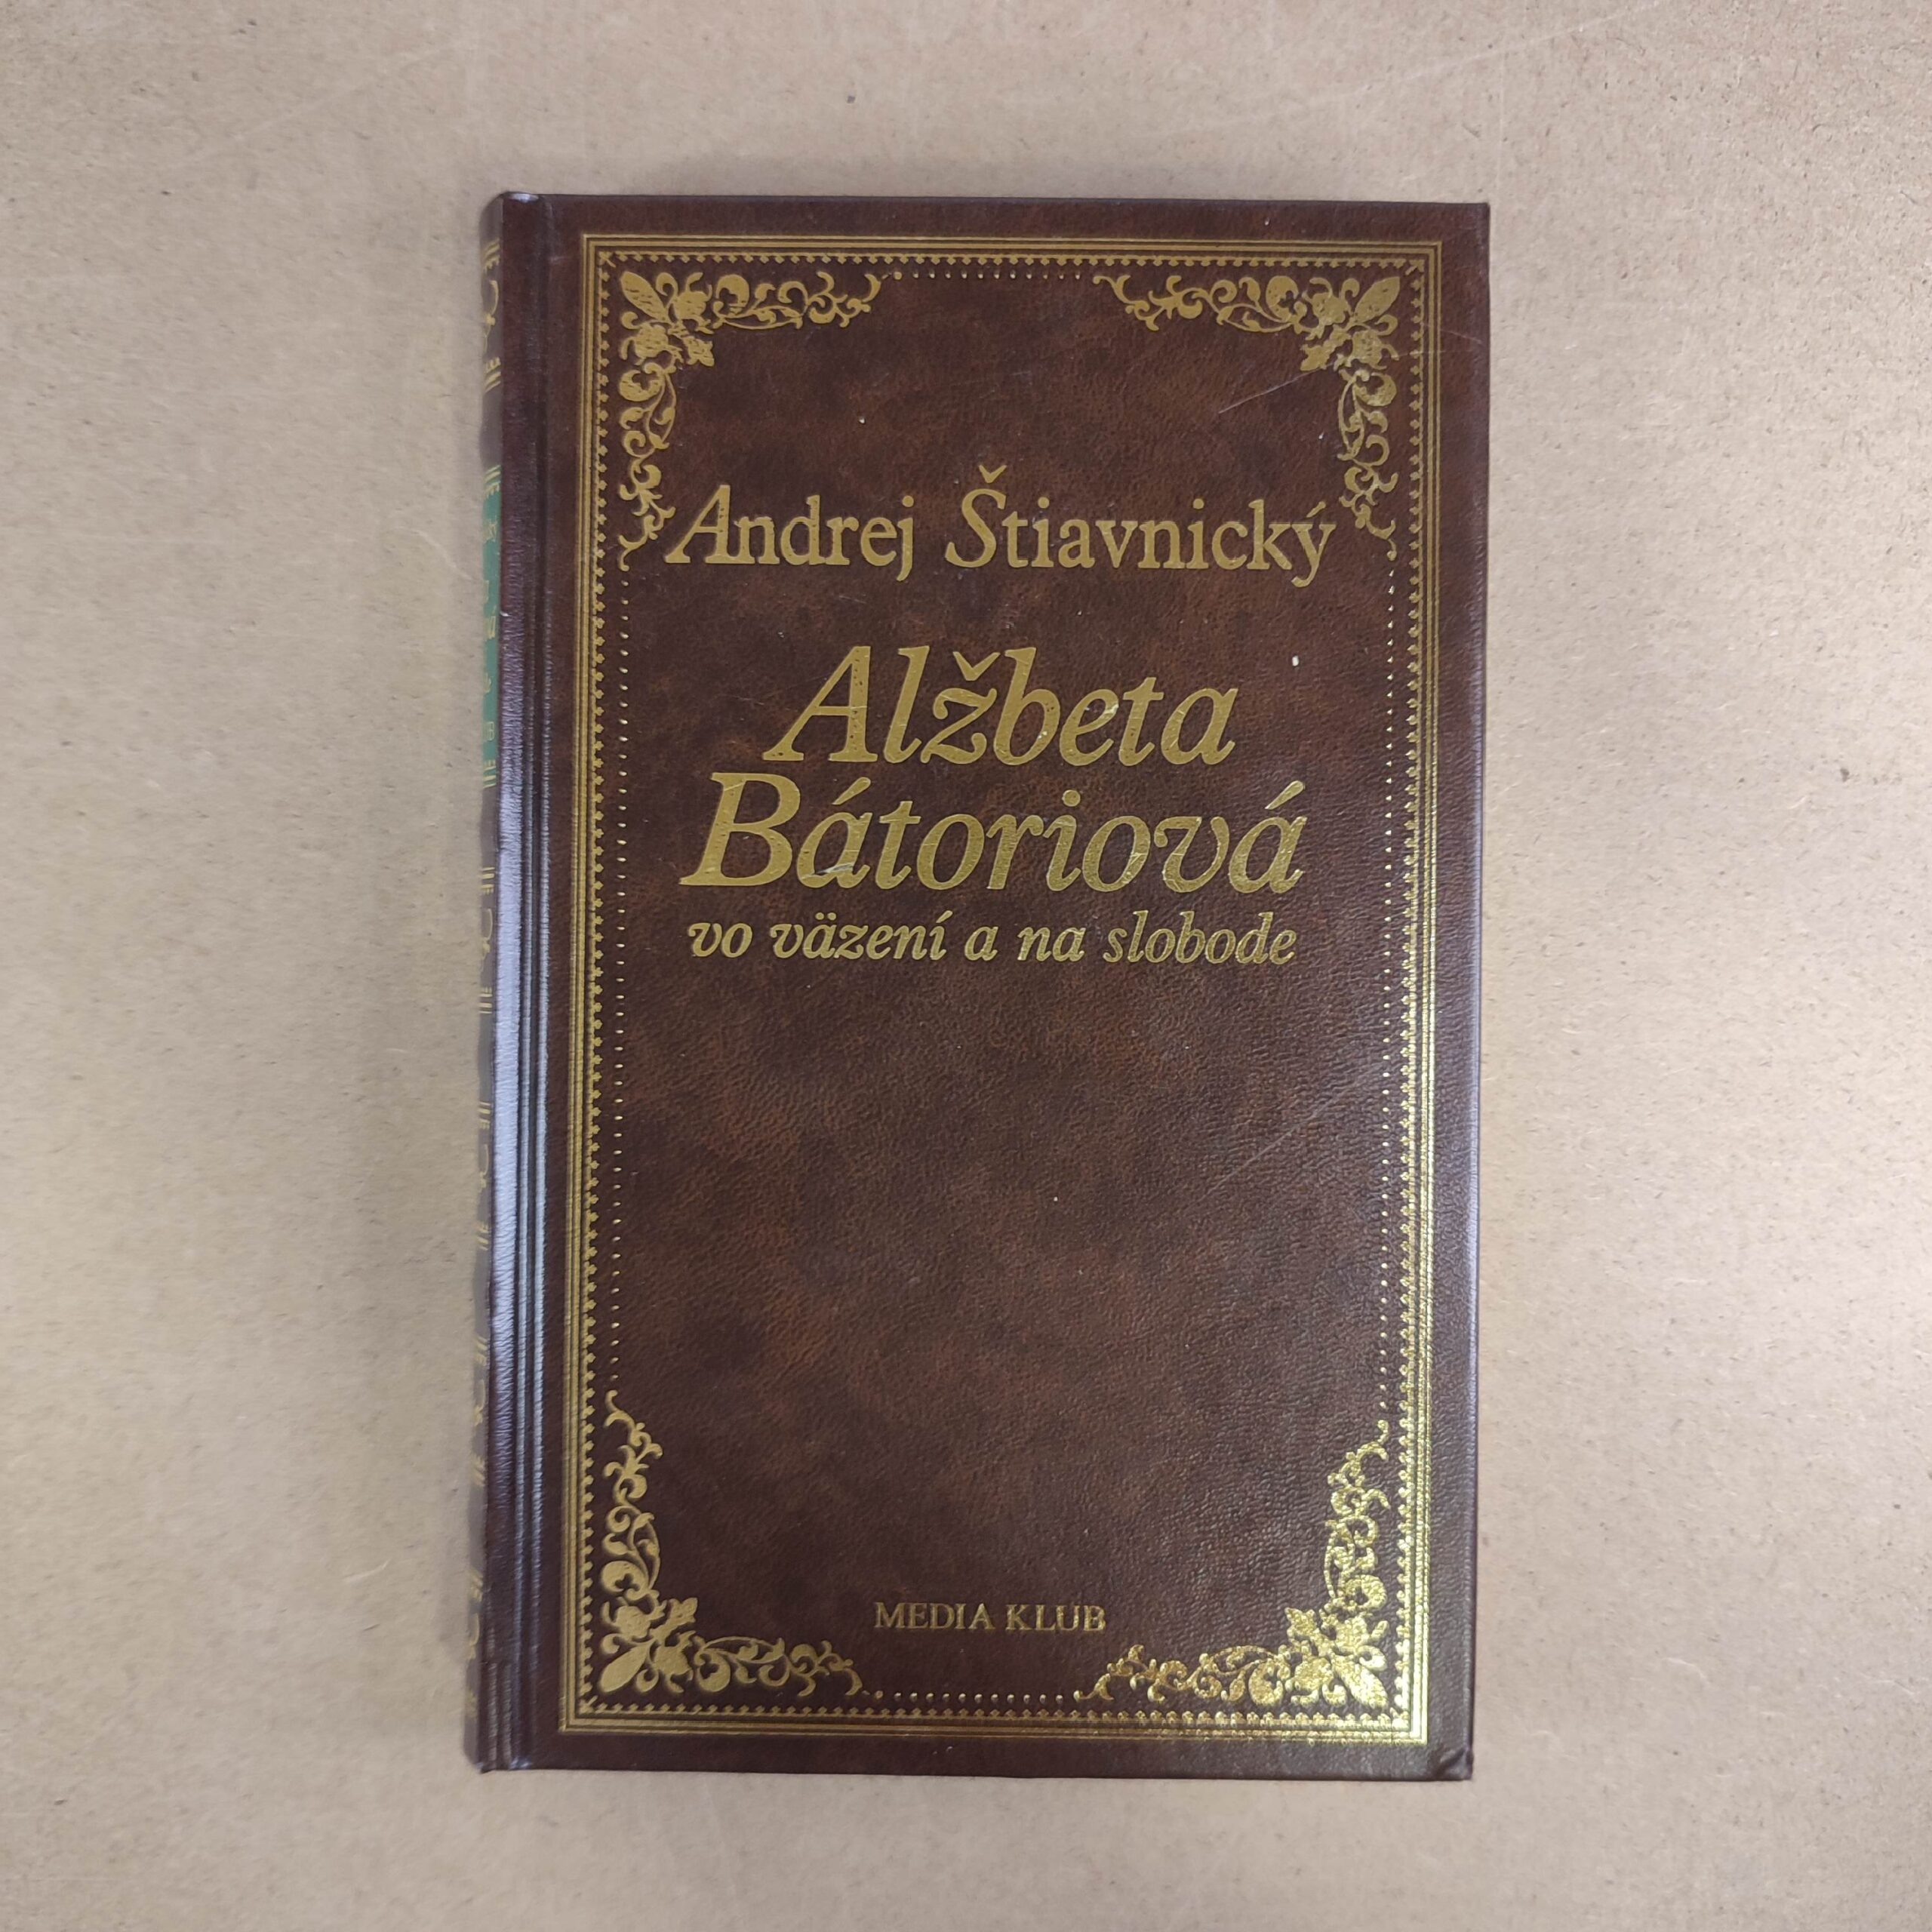 Andrej Štiavnický
Alžbeta
Bátoriová
vo väzení a na slobode
MEDIA KLUB